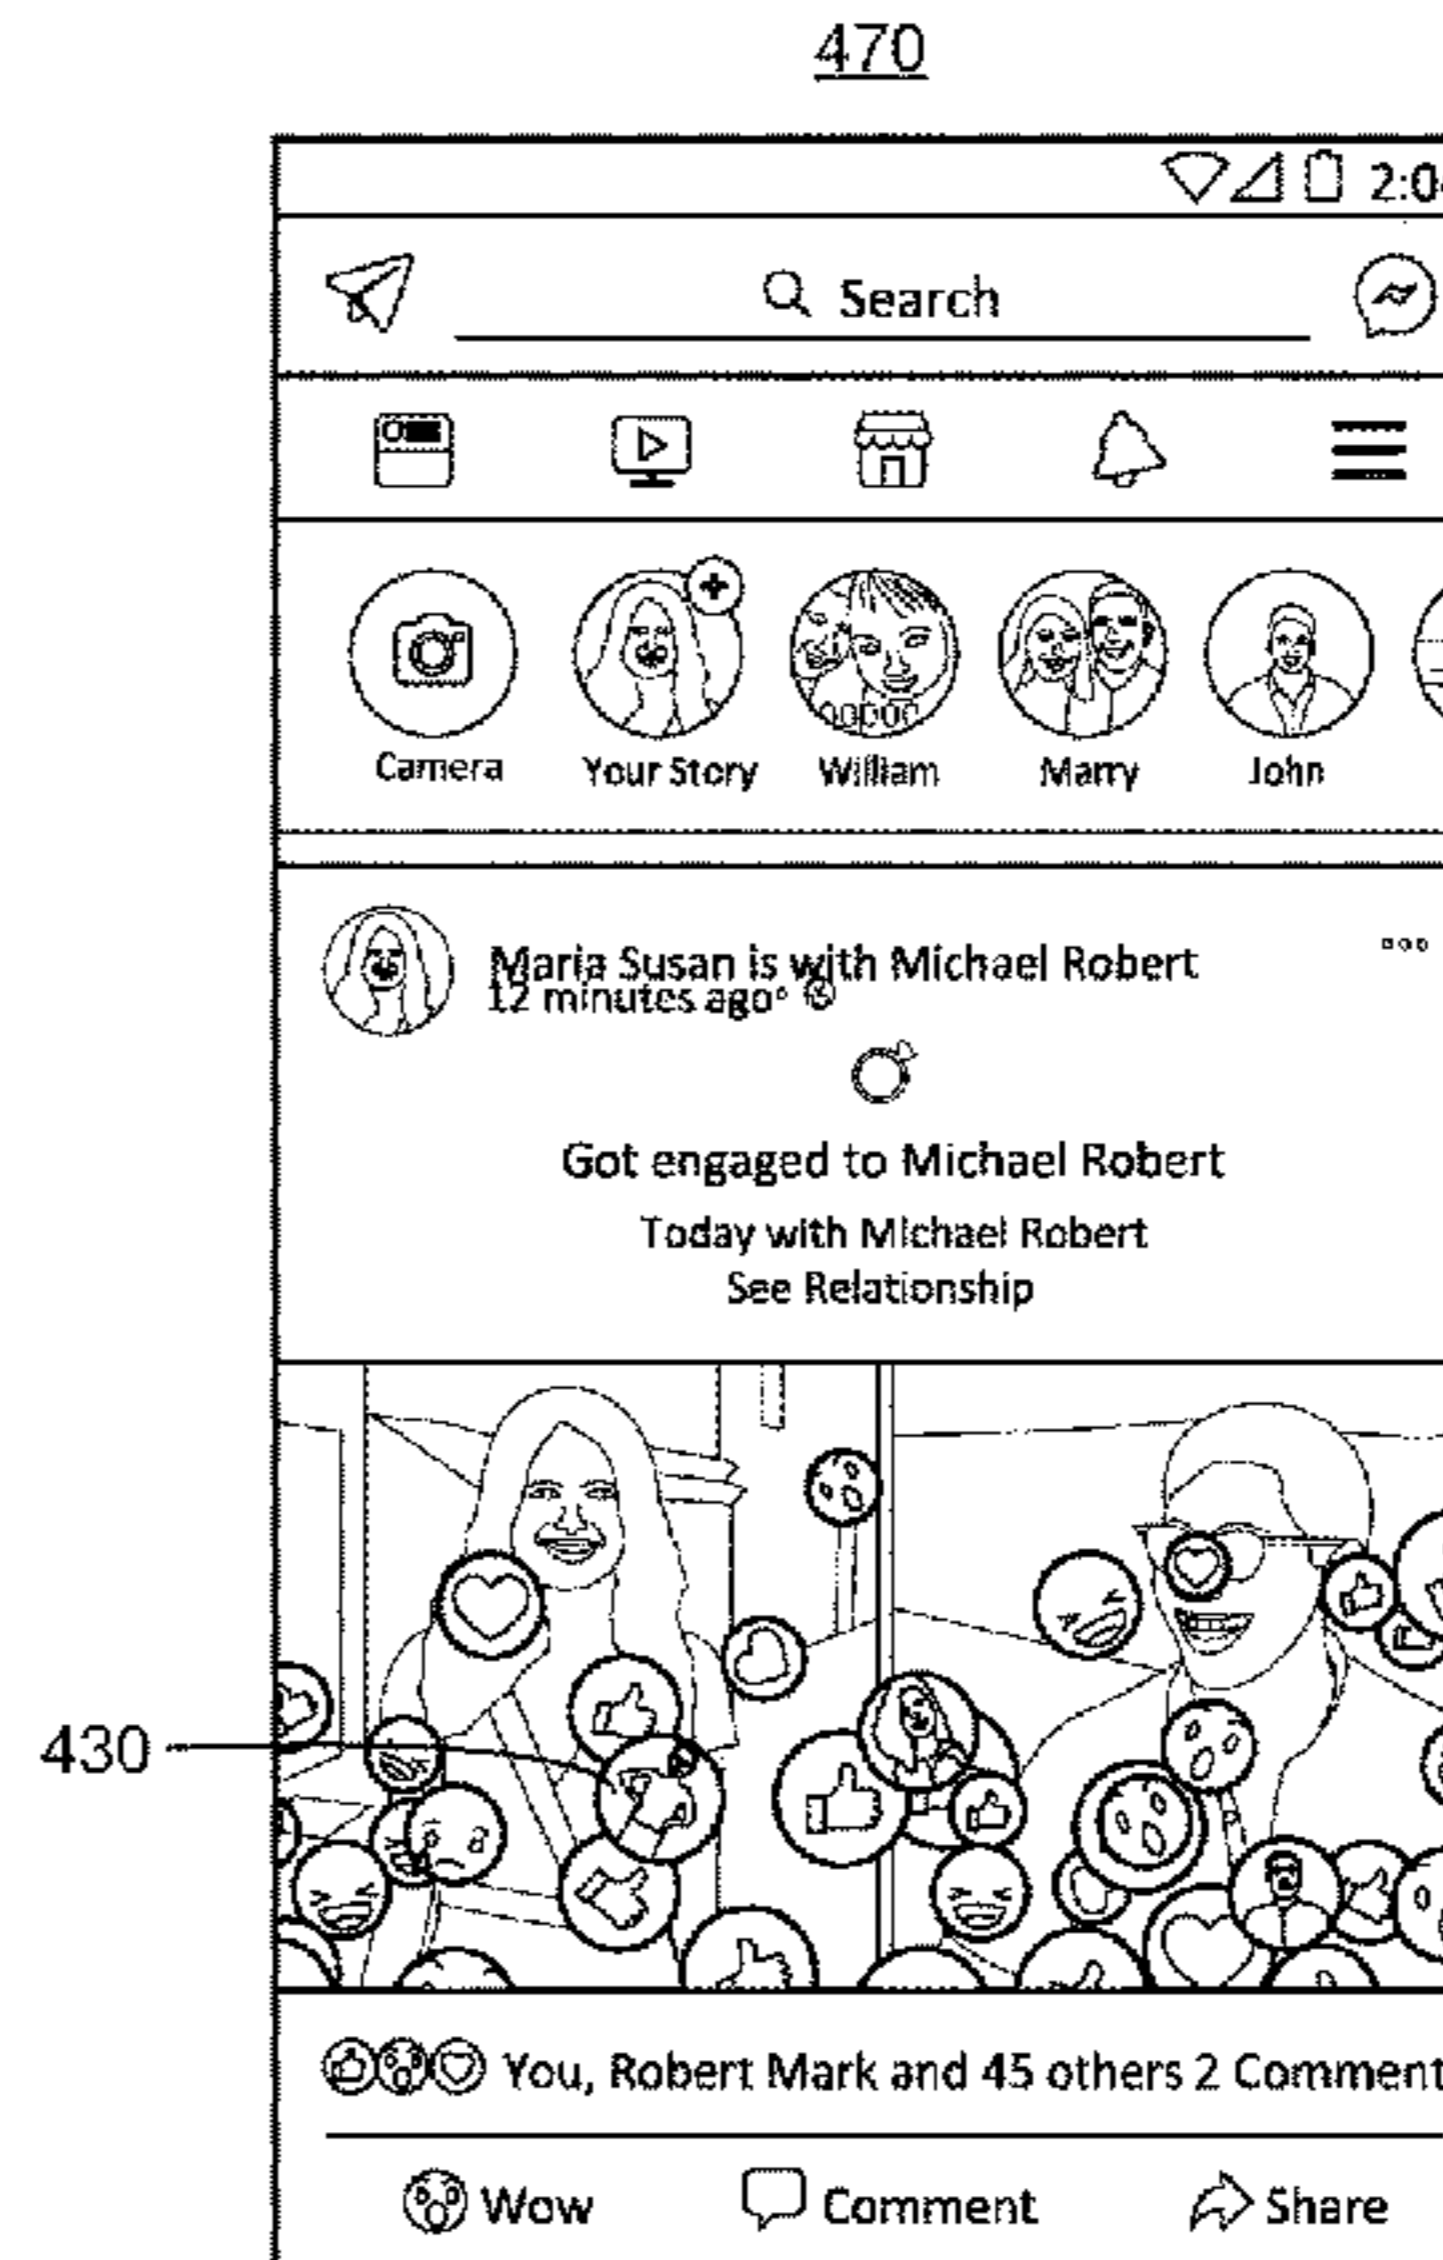 470
2:0
Search
Camera Your Story William Marry John
Maria Susan is with Michael Robert
12 minutes ago
Got engaged to Michael Robert
Today with Michael Robert
See Relationship
430
You, Robert Mark and 45 others 2 Comment
Wow Comment Share